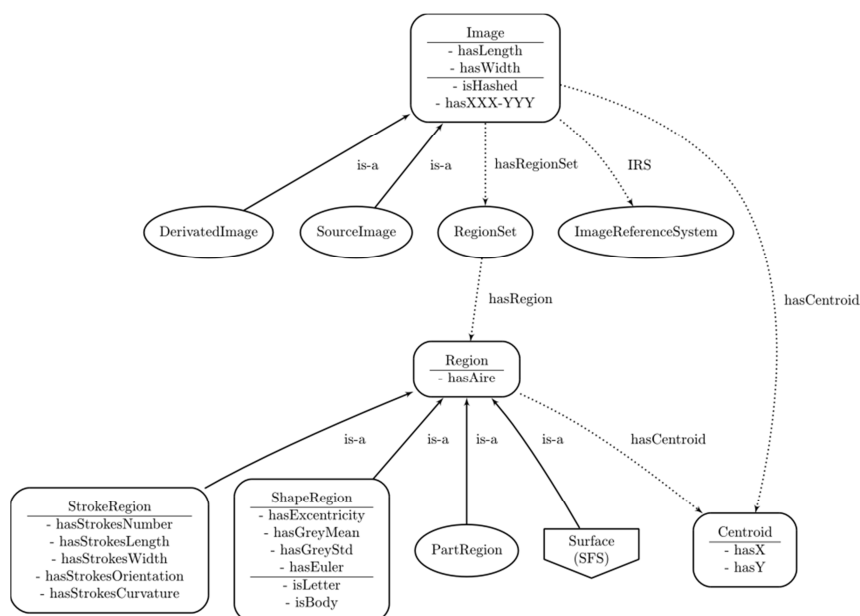 Image
- hasLength
- hasWidth
- isHashed
- hasXXX-YYY
is-a
is-a
hasRegionSet
IRS
DerivatedImage
SourceImage
RegionSet
ImageReferenceSystem
hasRegion
hasCentroid
Region
- hasAire
is-a
is-a
is-a
is-a
hasCentroid
StrokeRegion
- hasStrokesNumber
- hasStrokesLength
- hasStrokesWidth
- hasStrokesOrientation
- hasStrokesCurvature
ShapeRegion
- hasExcentricity
- hasGreyMean
- hasGreyStd
- hasEuler
- isLetter
- isBody
PartRegion
Surface
(SFS)
Centroid
- hasX
- hasY